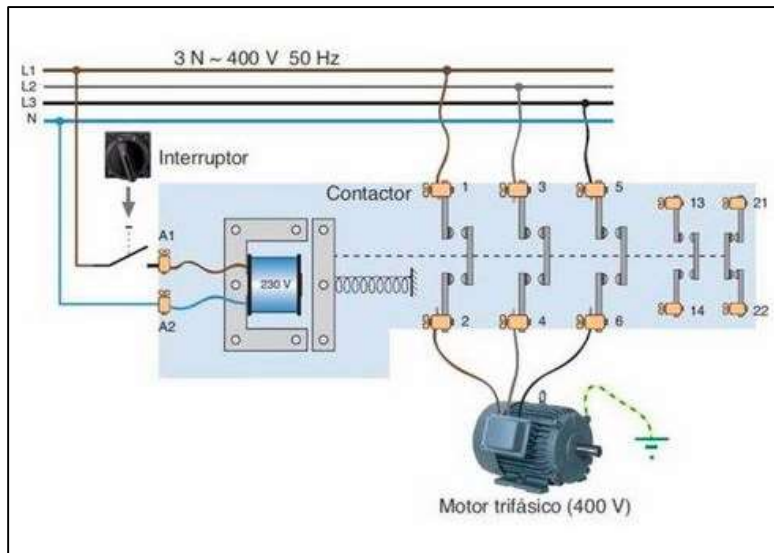 3 N ~ 400 V 50 Hz
L1
L2
L3
N
Interruptor
Contactor
1
3
5
13
21
A1
230 V
A2
2
4
6
14
22
Motor trifásico (400 V)